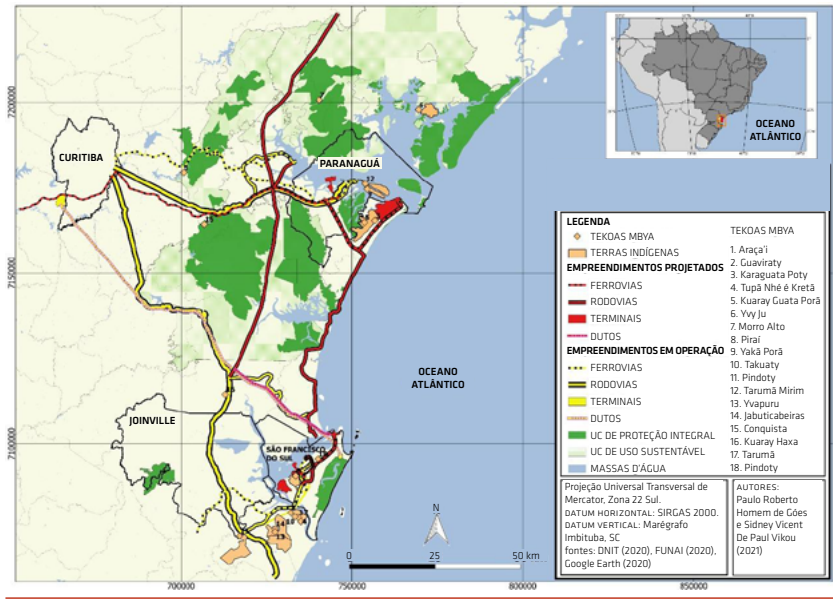 7200000
7150000
7100000
700000
750000
800000
850000
CURITIBA
PARANAGUÁ
JOINVILLE
SÃO FRANCISCO
DO SUL
OCEANO
ATLÂNTICO
OCEANO
ATLÂNTICO
N
0 25 50 km
LEGENDA
TEKOAS MBYA
TERRAS INDÍGENAS
EMPREENDIMENTOS PROJETADOS
FERROVIAS
RODOVIAS
TERMINAIS
DUTOS
EMPREENDIMENTOS EM OPERAÇÃO
FERROVIAS
RODOVIAS
TERMINAIS
DUTOS
UC DE PROTEÇÃO INTEGRAL
UC DE USO SUSTENTÁVEL
MASSAS D'ÁGUA
TEKOAS MBYA
1. Araça'i
2. Guaviraty
3. Karaguata Poty
4. Tupã Nhé é Kretã
5. Kuaray Guata Porã
6. Yvy Ju
7. Morro Alto
8. Piraí
9. Yakã Porã
10. Takuaty
11. Pindoty
12. Tarumã Mirim
13. Yvapuru
14. Jabuticabeiras
15. Conquista
16. Kuaray Haxa
17. Tarumã
18. Pindoty
Projeção Universal Transversal de
Mercator, Zona 22 Sul.
DATUM HORIZONTAL: SIRGAS 2000.
DATUM VERTICAL: Marégrafo
Imbituba, SC
fontes: DNIT (2020), FUNAI (2020),
Google Earth (2020)
AUTORES:
Paulo Roberto
Homem de Góes
e Sidney Vicent
De Paul Vikou
(2021)